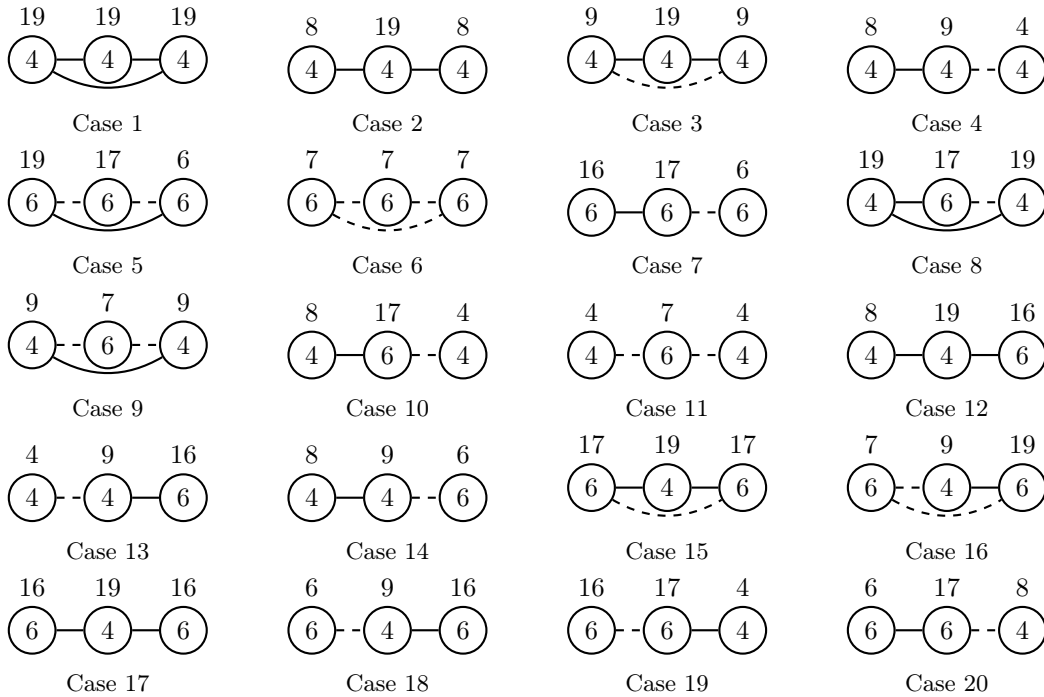 19 19 19 8 19 8 9 19 9 8 9 4
4 4 4 4 4 4 4 4 4 4 4 4
Case 1 Case 2 Case 3 Case 4
19 17 6 7 7 7 16 17 6 19 17 19
6 6 6 6 6 6 6 6 6 4 6 4
Case 5 Case 6 Case 7 Case 8
9 7 9 8 17 4 4 7 4 8 19 16
4 6 4 4 6 4 4 6 4 4 4 6
Case 9 Case 10 Case 11 Case 12
4 9 16 8 9 6 17 19 17 7 9 19
4 4 6 4 4 6 6 4 6 6 4 6
Case 13 Case 14 Case 15 Case 16
16 19 16 6 9 16 16 17 4 6 17 8
6 4 6 6 4 6 6 6 4 6 6 4
Case 17 Case 18 Case 19 Case 20